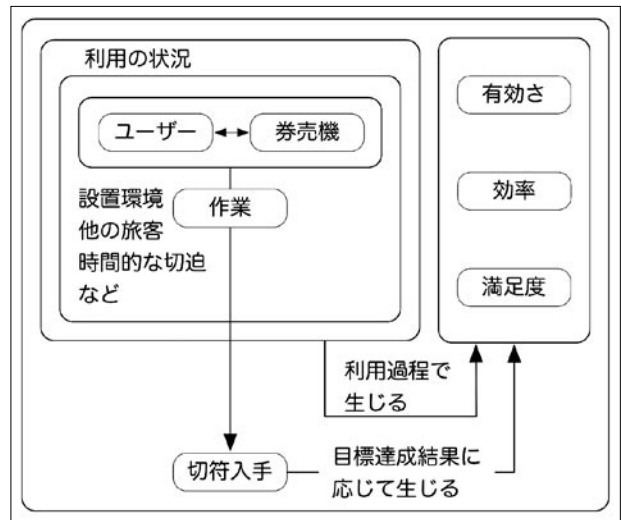 利用の状況
ユーザー
券売機
設置環境
他の旅客
時間的な切迫
など
作業
有効さ
効率
満足度
利用過程で
生じる
切符入手
目標達成結果に
応じて生じる